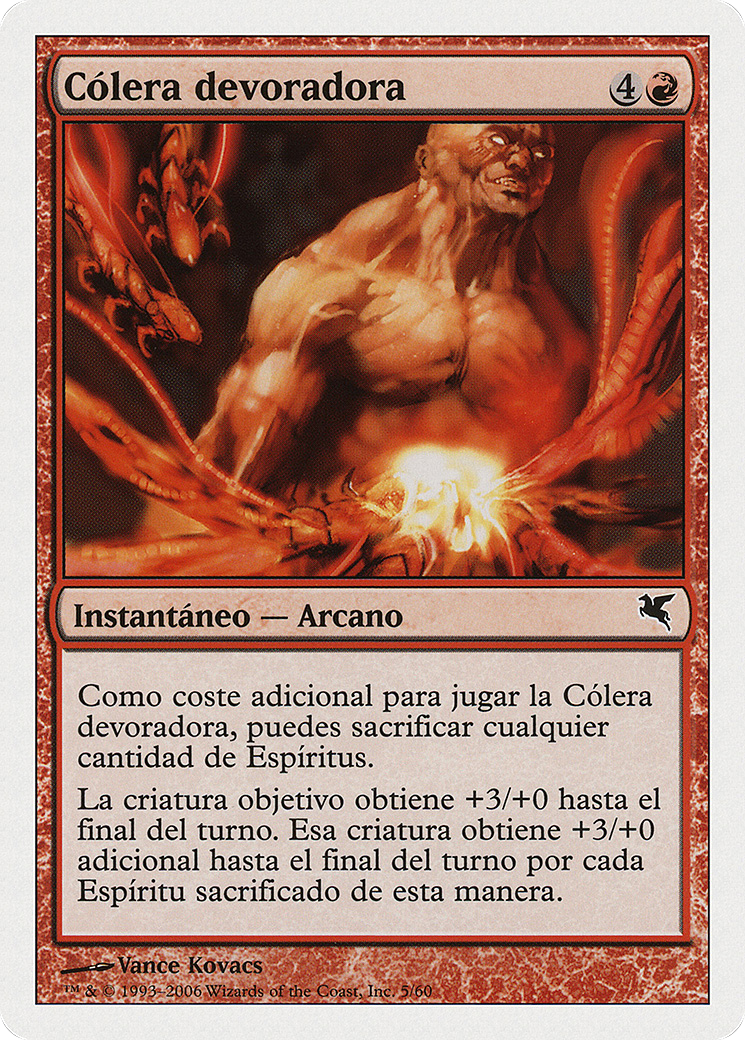 Cólera devoradora 4
Instantáneo — Arcano
Como coste adicional para jugar la Cólera
devoradora, puedes sacrificar cualquier
cantidad de Espíritus.
La criatura objetivo obtiene +3/+0 hasta el
final del turno. Esa criatura obtiene +3/+0
adicional hasta el final del turno por cada
Espíritu sacrificado de esta manera.
Vance Kovacs
™ & © 1993–2006 Wizards of the Coast, Inc. 5/60